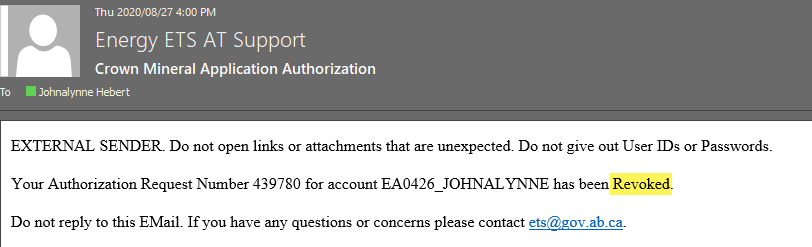 Thu 2020/08/27 4:00 PM
Energy ETS AT Support
Crown Mineral Application Authorization
To Johnalynne Hebert
EXTERNAL SENDER. Do not open links or attachments that are unexpected. Do not give out User IDs or Passwords.
Your Authorization Request Number 439780 for account EA0426_JOHNALYNNE has been Revoked.
Do not reply to this EMail. If you have any questions or concerns please contact ets@gov.ab.ca.